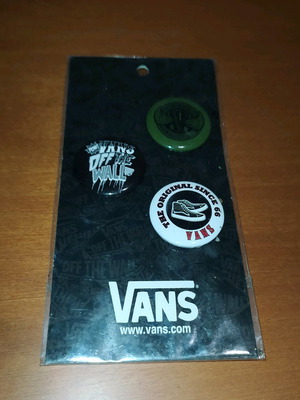 VANS
OFF THE
WALL
THE ORIGINAL SINCE 66
VANS
VANS
www.vans.com